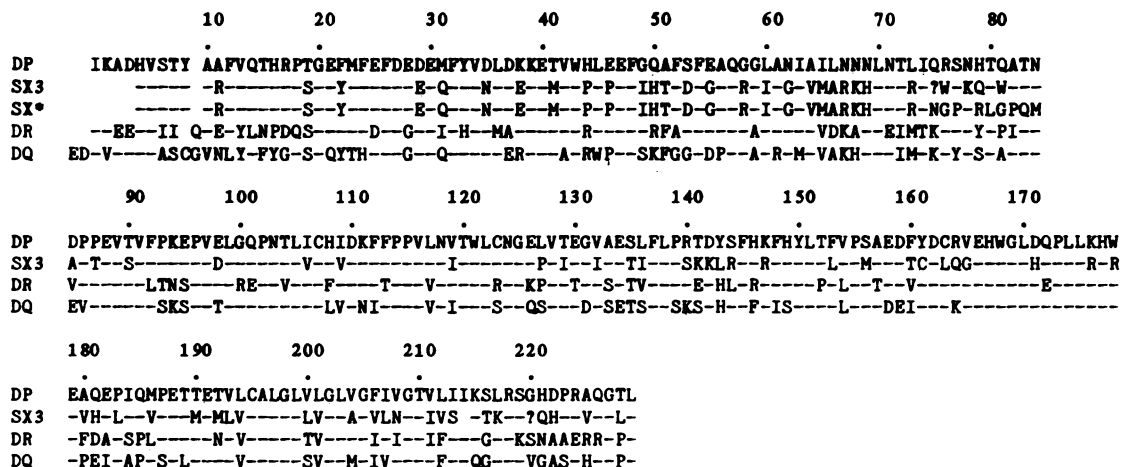 10 20 30 40 50 60 70 80
DP IKADHVSTY AAFVQTHRPTGEFMFEFDEDEMFYVDLDKKETVWHLEEFGQAFSFEAQGGLANIAILNNNLNTLIQRSNHTQATN
SX3 ------ -R-------S--Y------E-Q----N--E--M--P-P--IHT-D-G--R-I-G-VMARKH---R-?W-KQ-W---
SX* ------ -R-------S--Y------E-Q----N--E--M--P-P--IHT-D-G--R-I-G-VMARKH---R-NGP-RLGPQM
DR --EE--II Q-E-YLNPDQS-----D--G--I-H--MA------R-----RFA------A-----VDKA--EIMTK---Y-PI--
DQ ED-V----ASCGVNLY-FYG-S-QYTH---G--Q-----ER---A-RWP--SKFGG-DP--A-R-M-VAKH---IM-K-Y-S-A---
90 100 110 120 130 140 150 160 170
DP DPPEVTVFPKEPVELGQPNTLICHIDKFFPPVLNVTWLCNGELVTEGVAESLFLPRTDYSFHKFHYLTFVPSAEDFYDCRVEHWGLDQPLLKHW
SX3 A-T--S-------D-------V--V---------I-------P-I--I--TI---SKKLR--R-----L--M---TC-LQG-----H----R-R
DR V------LTNS----RE--V---F----T---V-----R--KP--T--S-TV----E-HL-R-----P-L--T--V-----------E------
DQ EV------SKS--T---------LV-NI----V-I----S--QS----D-SETS--SKS-H--F-IS----L---DEI---K-------------
180 190 200 210 220
DP EAQEPIQMPETTETVLCALGLVLGLVGFIVGTVLIIKSLRSGHDPRAQGTL
SX3 -VH-L--V---M-MLV-----LV--A-VLN--IVS -TK--?QH--V--L-
DR -FDA-SPL-----N-V-----TV----I-I--IF---G--KSNAAERR-P-
DQ -PEI-AP-S-L----V-----SV--M-IV----F--QG---VGAS-H--P-